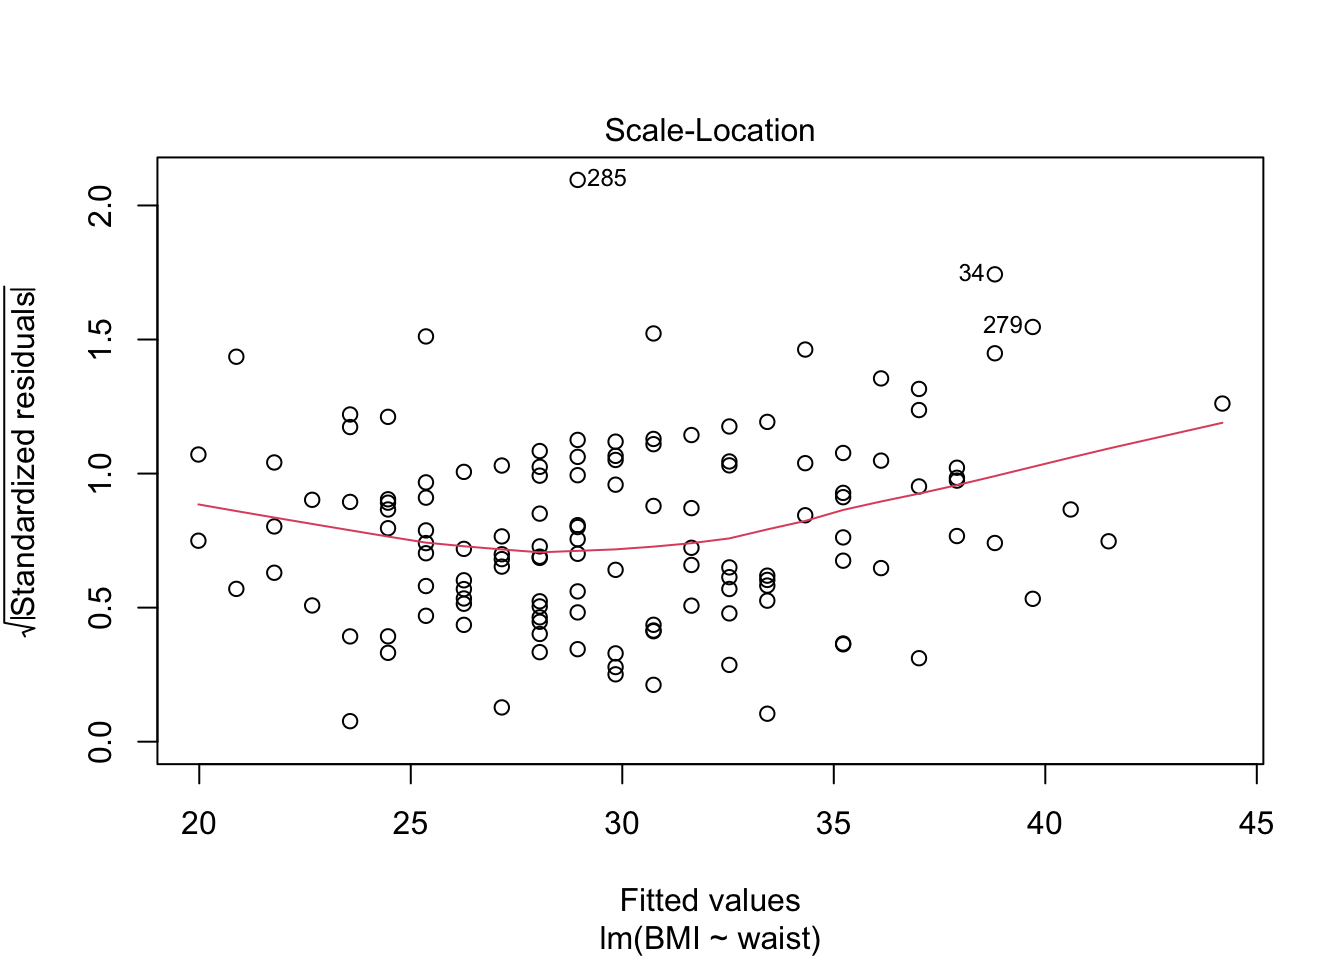 Scale-Location
285
34
279
√|Standardized residuals|
2.0
1.5
1.0
0.5
0.0
20 25 30 35 40 45
Fitted values
lm(BMI ~ waist)